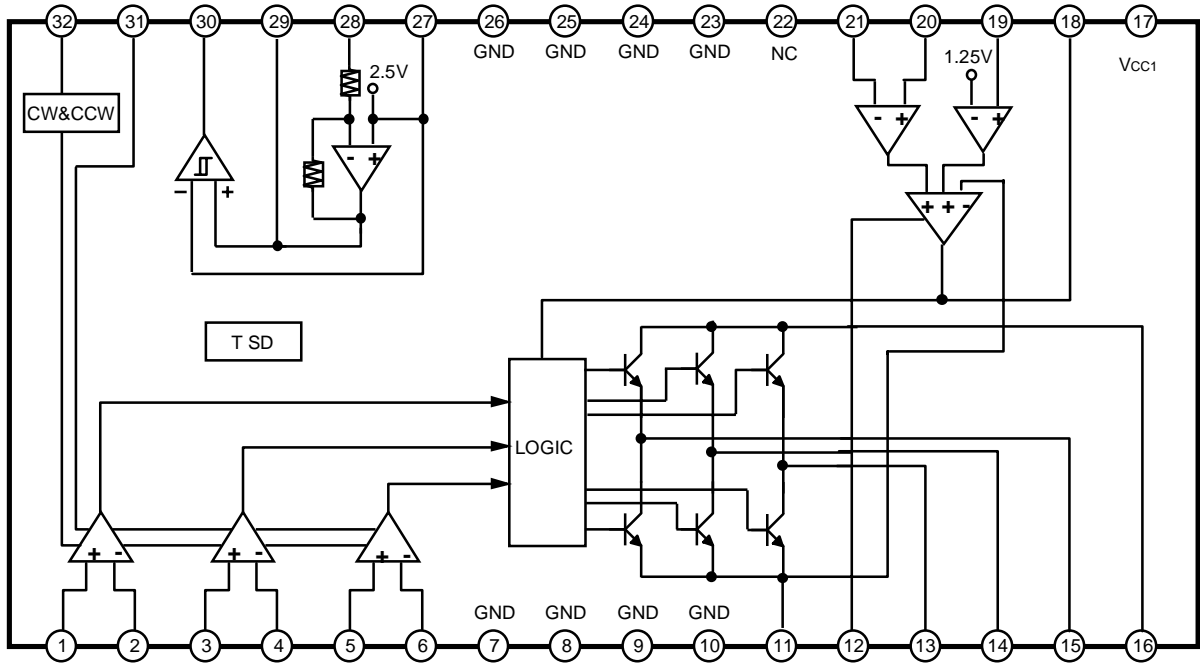 32 31 30 29 28 27 26 25 24 23 22 21 20 19 18 17
GND GND GND GND NC
2.5V
1.25V
VCC1
CW&CCW
- +
- +
- +
− +
+ + -
T SD
LOGIC
+ -
+ -
+ -
GND GND GND GND
1 2 3 4 5 6 7 8 9 10 11 12 13 14 15 16